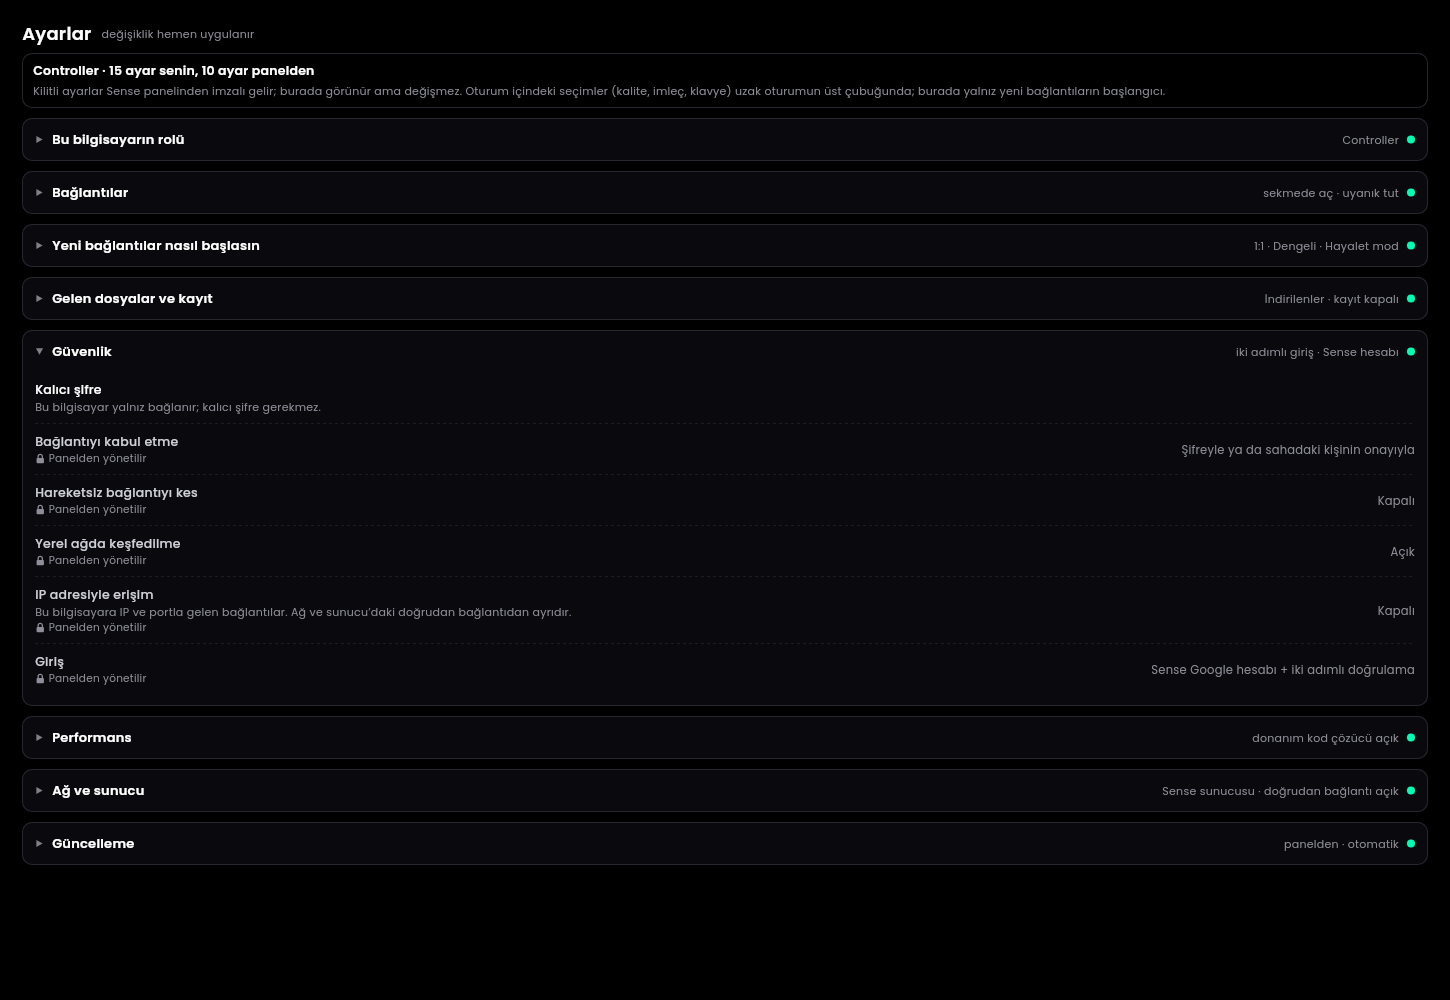 Ayarlar değişiklik hemen uygulanır
Controller · 15 ayar senin, 10 ayar panelden
Kilitli ayarlar Sense panelinden imzalı gelir; burada görünür ama değişmez. Oturum içindeki seçimler (kalite, imleç, klavye) uzak oturumun üst çubuğunda; burada yalnız yeni bağlantıların başlangıcı.
Bu bilgisayarın rolü Controller
Bağlantılar sekmede aç · uyanık tut
Yeni bağlantılar nasıl başlasın 1:1 · Dengeli · Hayalet mod
Gelen dosyalar ve kayıt İndirilenler · kayıt kapalı
Güvenlik iki adımlı giriş · Sense hesabı
Kalıcı şifre
Bu bilgisayar yalnız bağlanır; kalıcı şifre gerekmez.
Bağlantıyı kabul etme
Panelden yönetilir
Şifreyle ya da sahadaki kişinin onayıyla
Hareketsiz bağlantıyı kes
Panelden yönetilir
Kapalı
Yerel ağda keşfedilme
Panelden yönetilir
Açık
IP adresiyle erişim
Bu bilgisayara IP ve portla gelen bağlantılar. Ağ ve sunucu'daki doğrudan bağlantıdan ayrıdır.
Panelden yönetilir
Kapalı
Giriş
Panelden yönetilir
Sense Google hesabı + iki adımlı doğrulama
Performans donanım kod çözücü açık
Ağ ve sunucu Sense sunucusu · doğrudan bağlantı açık
Güncelleme panelden · otomatik